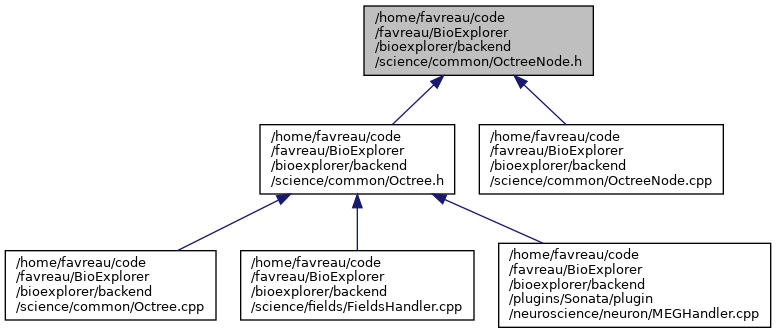 /home/favreau/code
/favreau/BioExplorer
/bioexplorer/backend
/science/common/OctreeNode.h
/home/favreau/code
/favreau/BioExplorer
/bioexplorer/backend
/science/common/Octree.h
/home/favreau/code
/favreau/BioExplorer
/bioexplorer/backend
/science/common/OctreeNode.cpp
/home/favreau/code
/favreau/BioExplorer
/bioexplorer/backend
/science/common/Octree.cpp
/home/favreau/code
/favreau/BioExplorer
/bioexplorer/backend
/science/fields/FieldsHandler.cpp
/home/favreau/code
/favreau/BioExplorer
/bioexplorer/backend
/plugins/Sonata/plugin
/neuroscience/neuron/MEGHandler.cpp